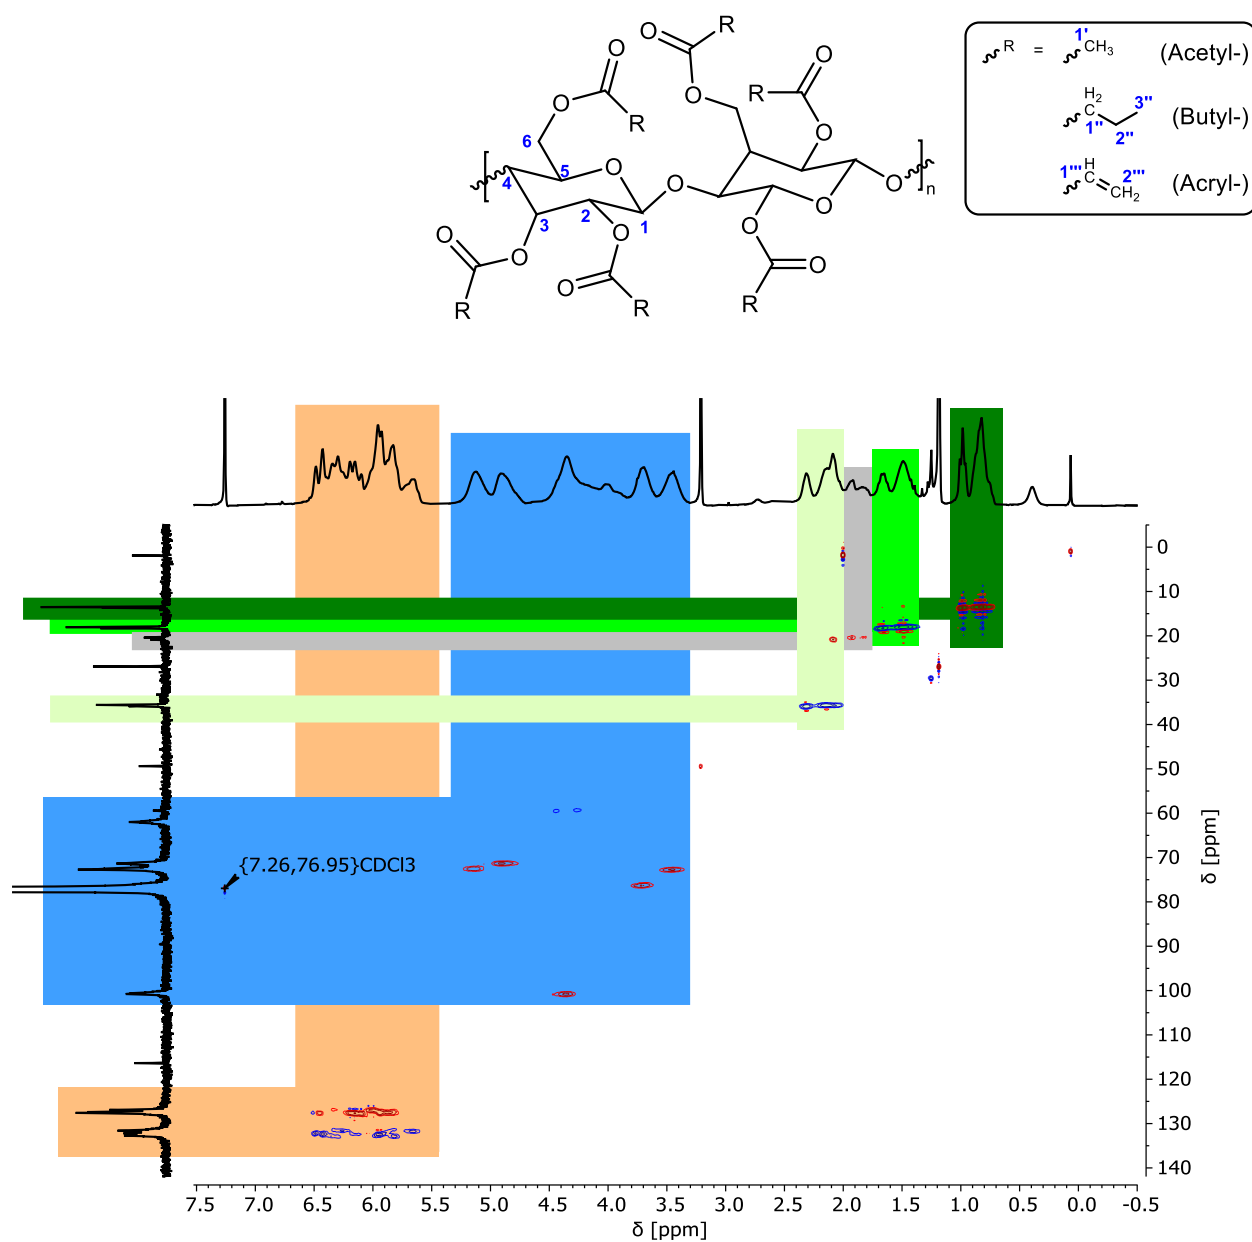 R
O
O
R
O
O
R
O
O
R
O
O
R
O
O
R
O
O
O
O
O
O
n
1
2
3
4
5
6
R = 1' CH3 (Acetyl-)
H2
C 1'' 2'' 3'' (Butyl-)
1''' H 2'''
C CH2 (Acryl-)
{7.26,76.95}CDCl3
0
10
20
30
40
50
60
70
80
90
100
110
120
130
140
δ [ppm]
7.5 7.0 6.5 6.0 5.5 5.0 4.5 4.0 3.5 3.0 2.5 2.0 1.5 1.0 0.5 0.0 -0.5
δ [ppm]